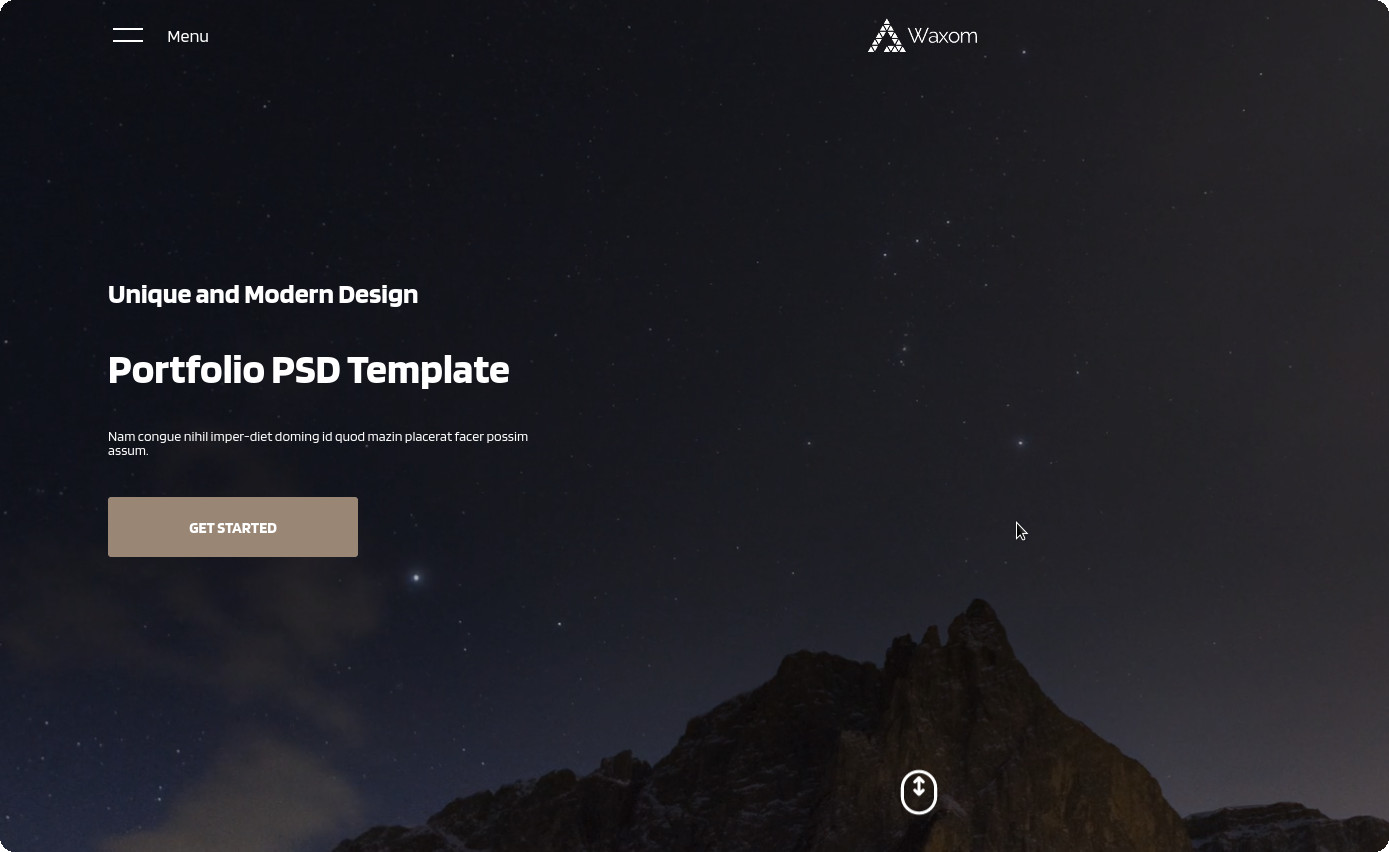 Menu
Waxom
Unique and Modern Design
Portfolio PSD Template
Nam congue nihil imper-diet doming id quod mazin placerat facer possim
assum.
GET STARTED